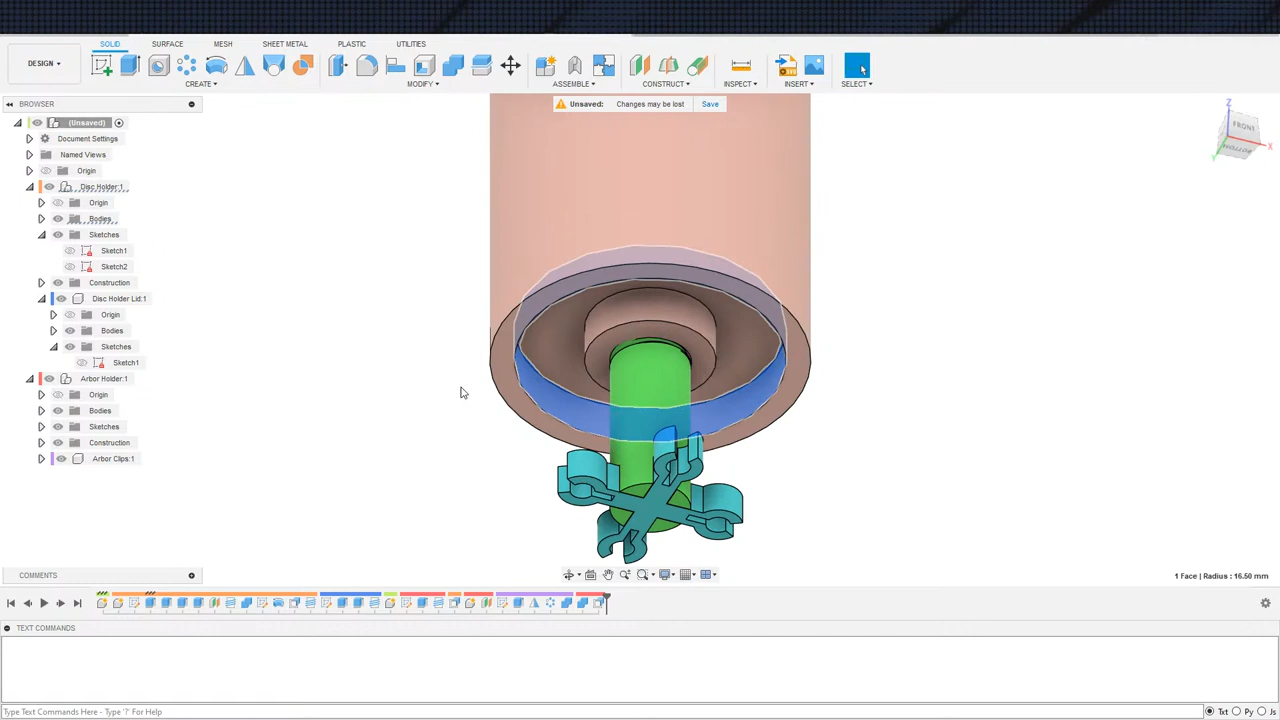 SOLID SURFACE MESH SHEET METAL PLASTIC UTILITIES
DESIGN
CREATE MODIFY ASSEMBLE CONSTRUCT INSPECT INSERT SELECT
BROWSER
Unsaved: Changes may be lost Save
(Unsaved)
Document Settings
Named Views
Origin
Disc Holder:1
Origin
Bodies
Sketches
Sketch1
Sketch2
Construction
Disc Holder Lid:1
Origin
Bodies
Sketches
Sketch1
Arbor Holder:1
Origin
Bodies
Sketches
Construction
Arbor Clips:1
Z
FRONT
BOTTOM
X
Y
COMMENTS
1 Face | Radius : 16.50 mm
TEXT COMMANDS
Type Text Commands Here - Type '?' For Help
Txt Py Js